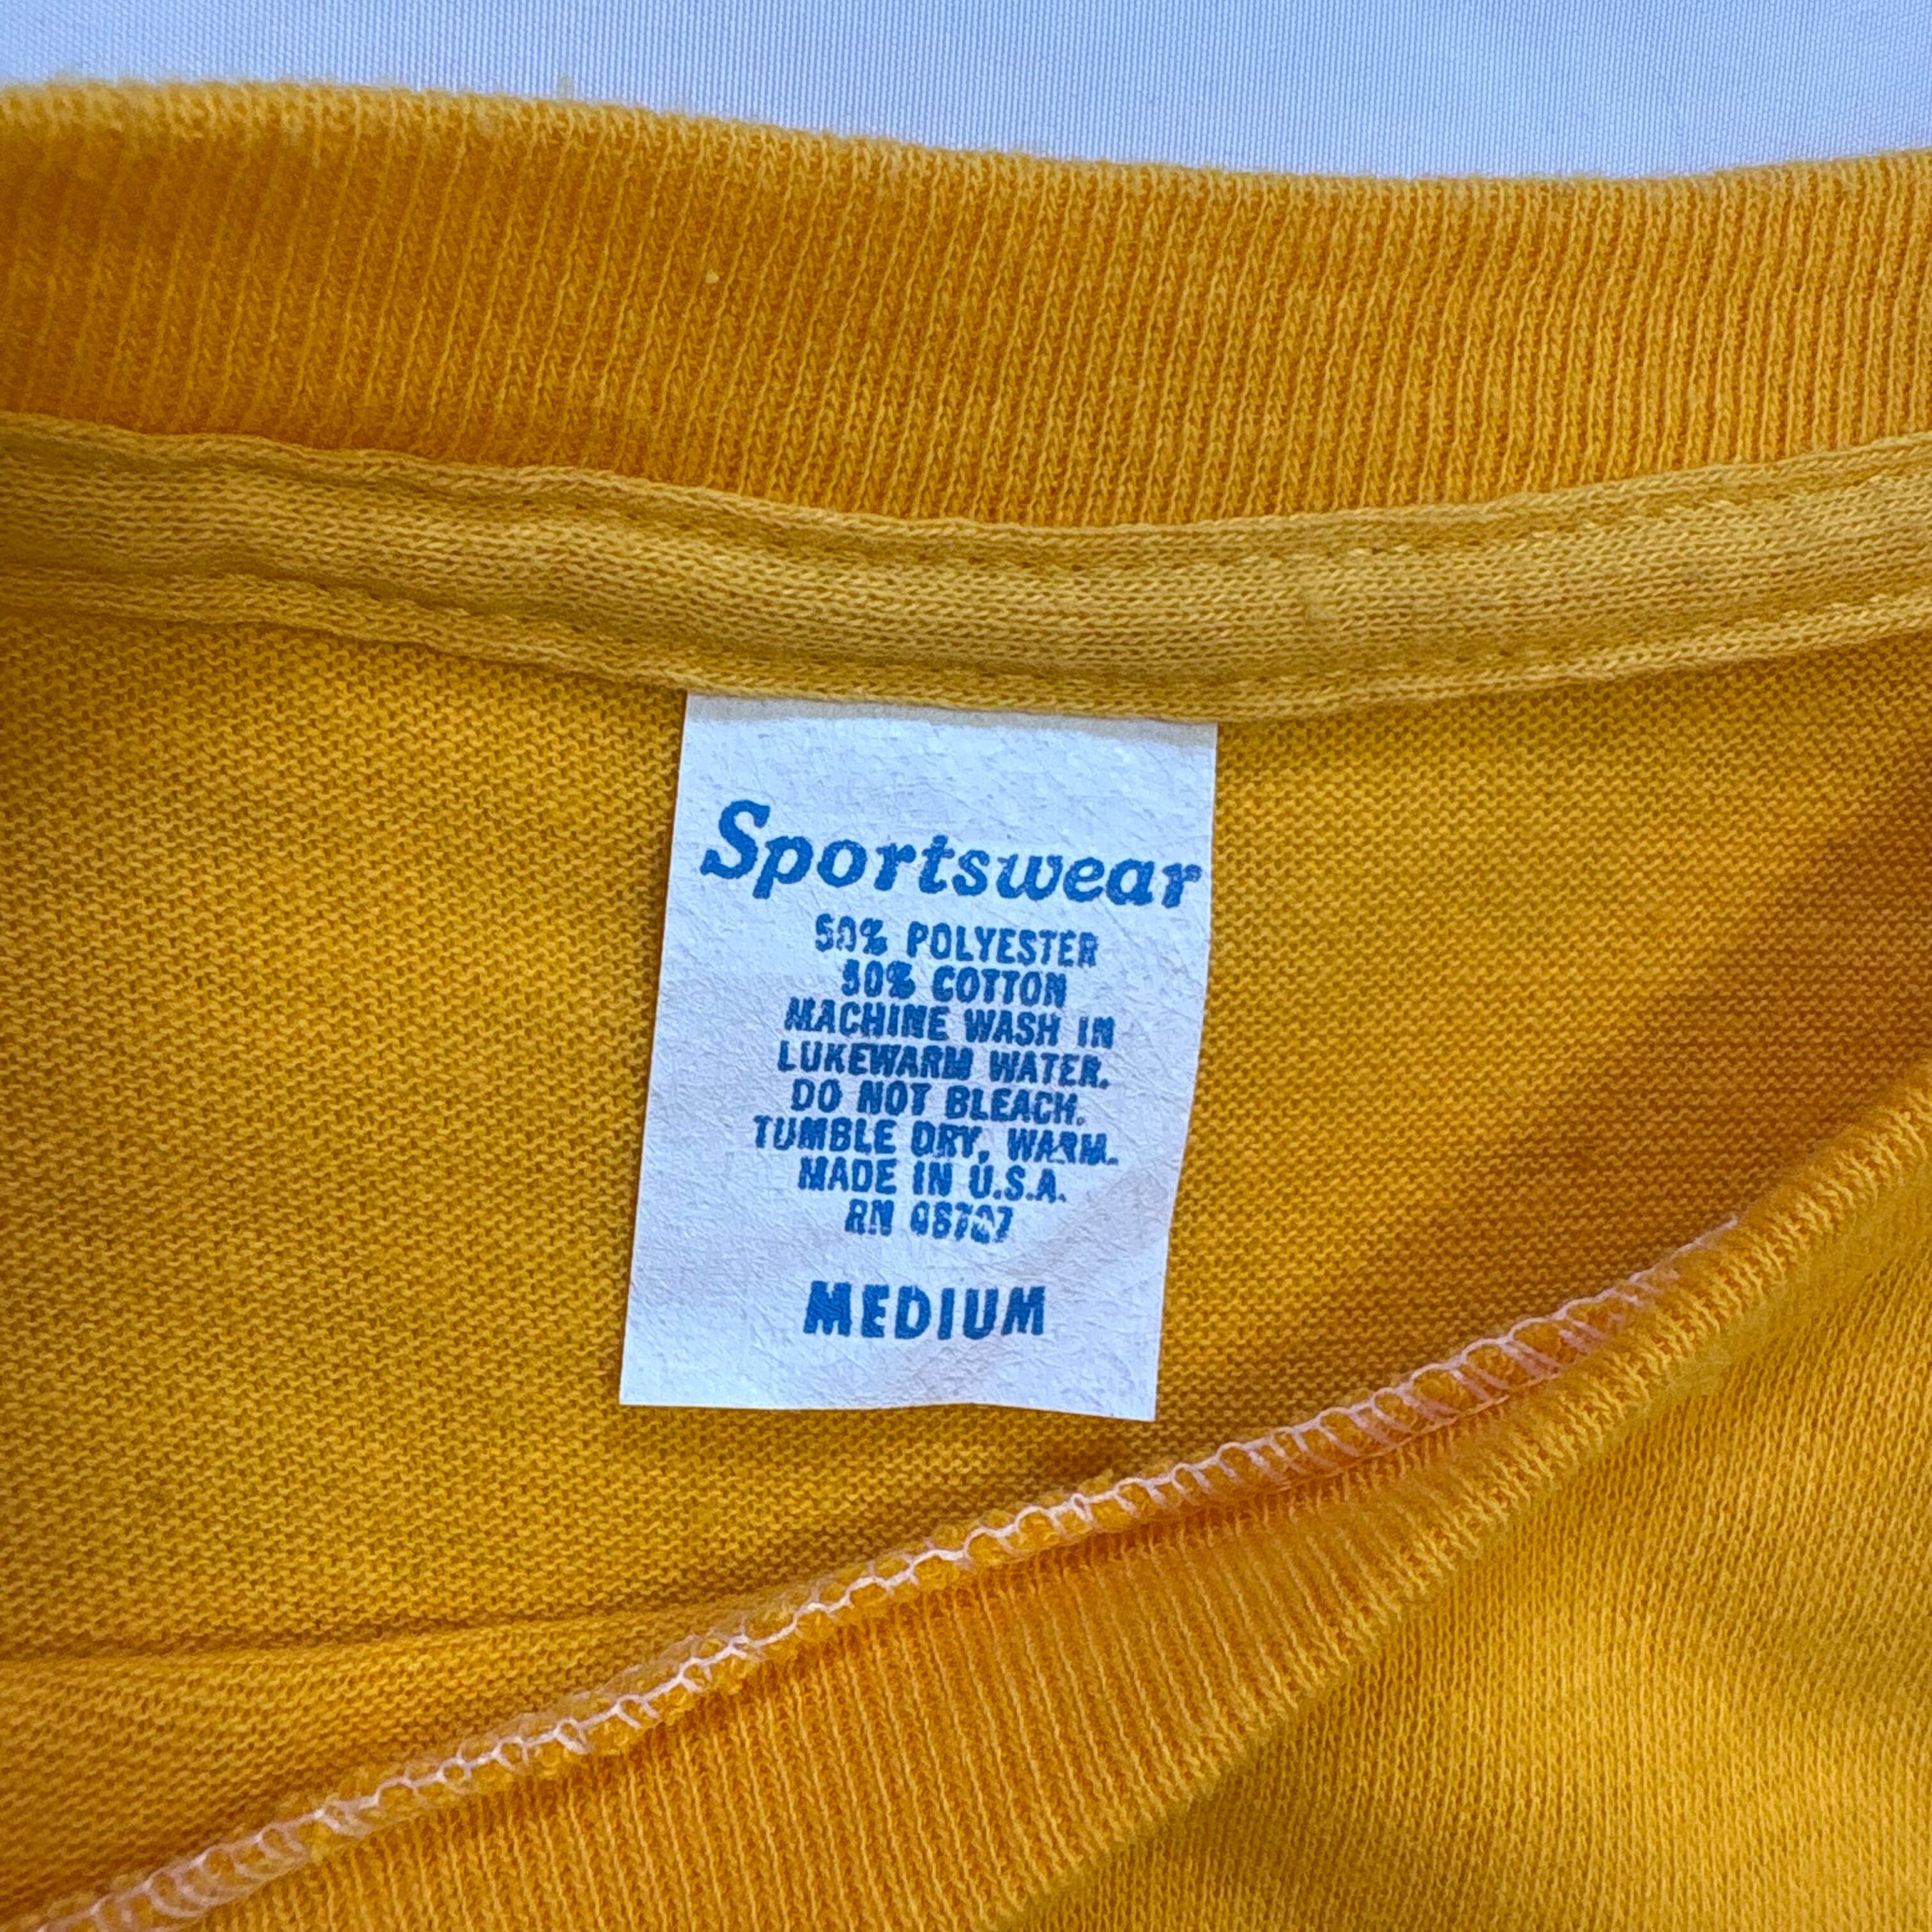 Sportswear
50% POLYESTER
50% COTTON
MACHINE WASH IN
LUKEWARM WATER.
DO NOT BLEACH.
TUMBLE DRY, WARM.
MADE IN U.S.A.
RN
MEDIUM